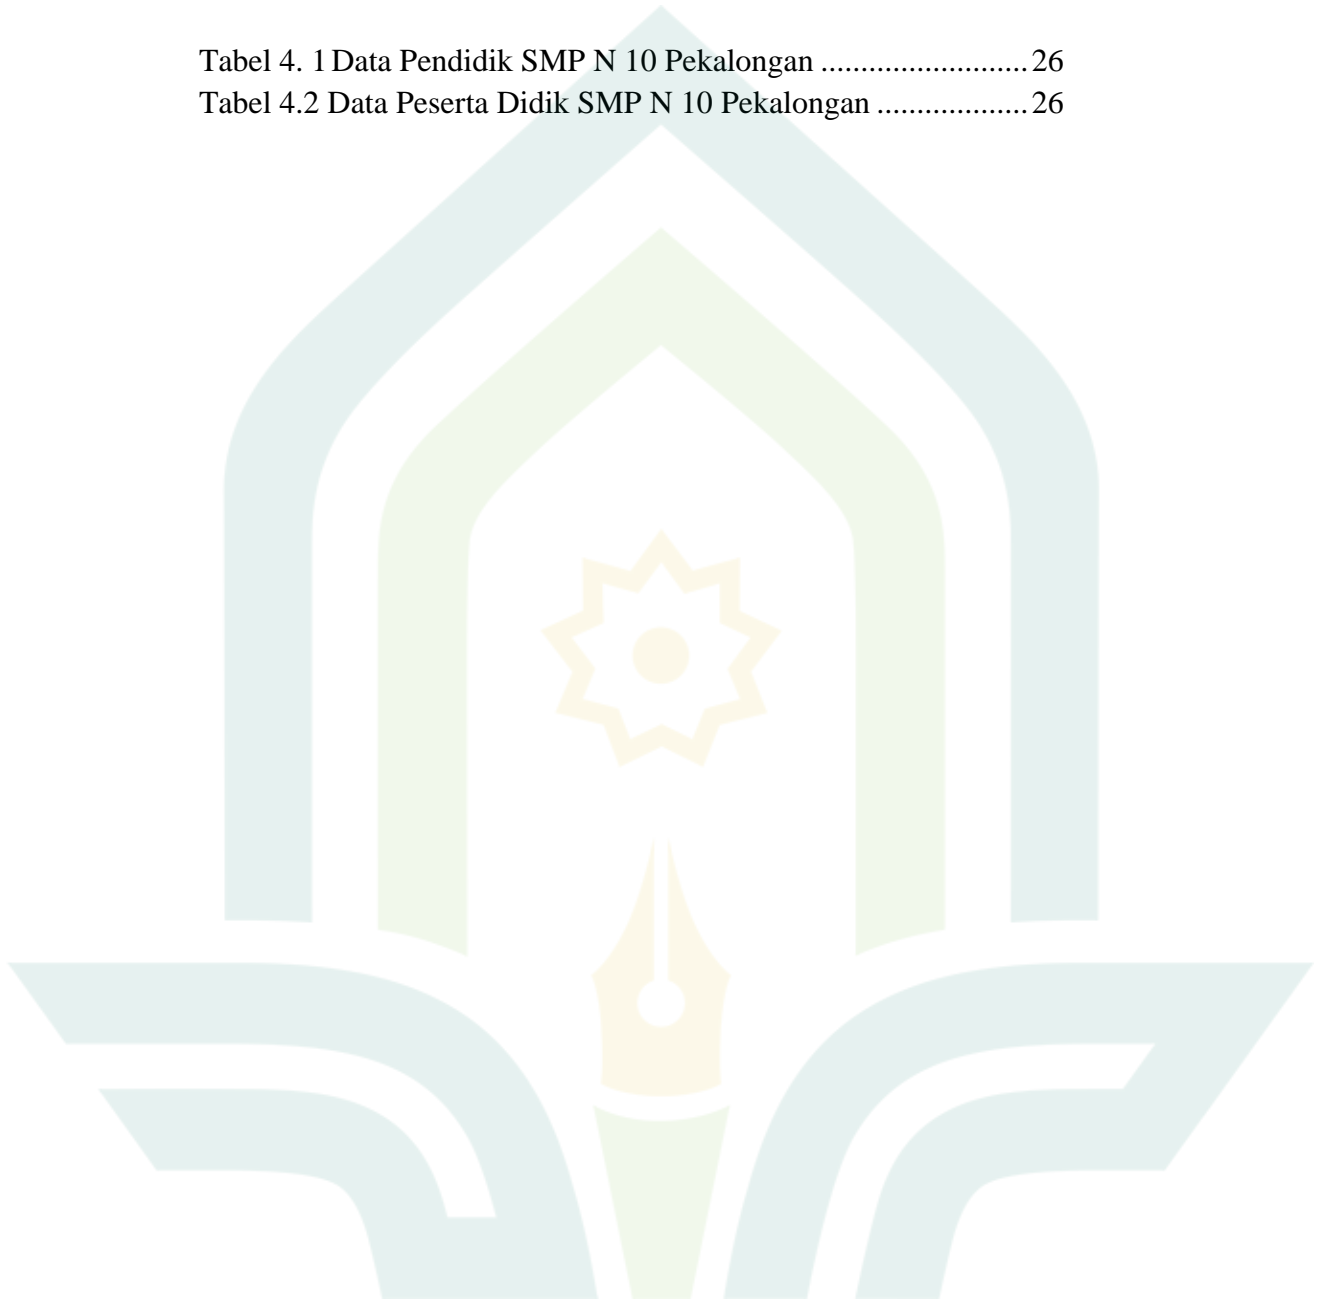 Tabel 4. 1 Data Pendidik SMP N 10 Pekalongan .......................... 26
Tabel 4.2 Data Peserta Didik SMP N 10 Pekalongan ................... 26